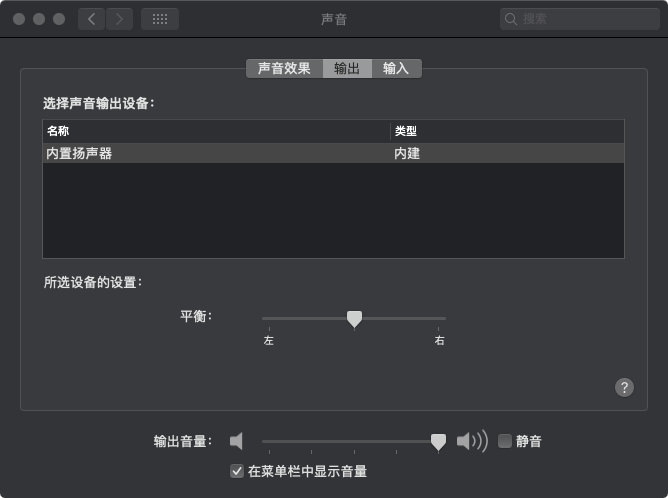 声音
搜索
声音效果 输出 输入
选择声音输出设备：
名称 类型
内置扬声器 内建
所选设备的设置：
平衡：
左 右
?
输出音量： 静音
在菜单栏中显示音量